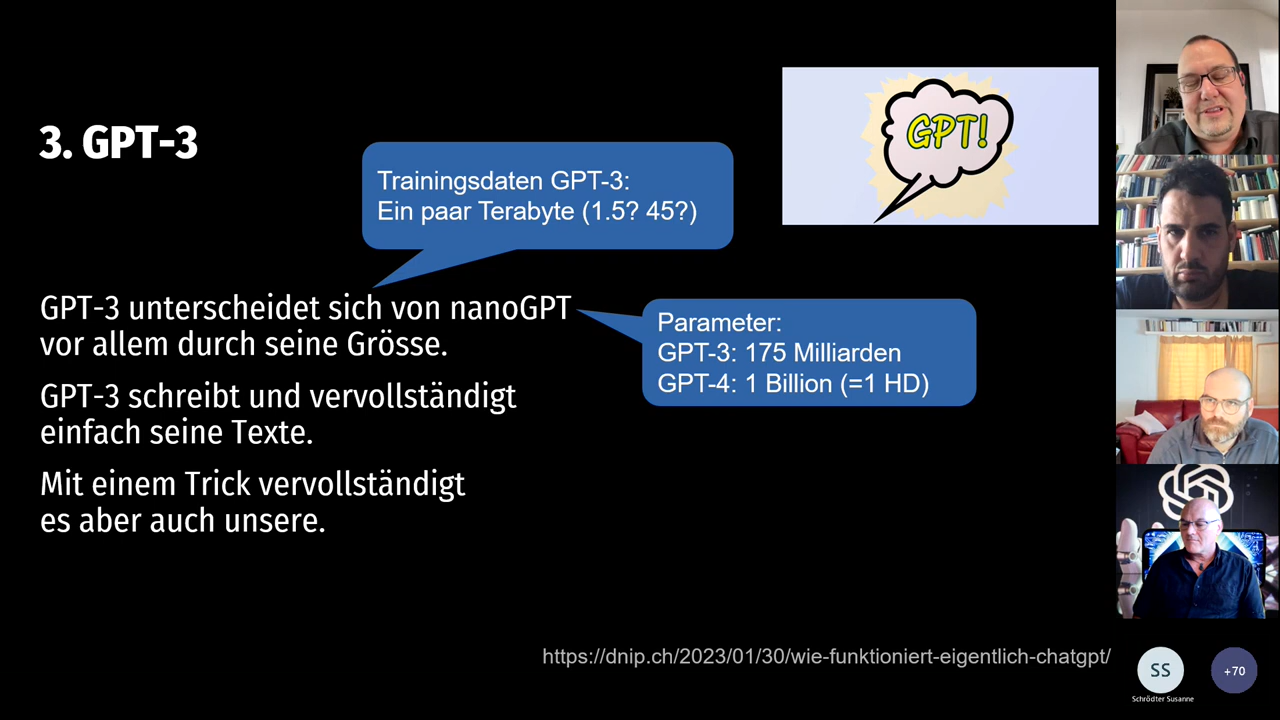 3. GPT-3
GPT!
Trainingsdaten GPT-3:
Ein paar Terabyte (1.5? 45?)
GPT-3 unterscheidet sich von nanoGPT
vor allem durch seine Grösse.
Parameter:
GPT-3: 175 Milliarden
GPT-4: 1 Billion (=1 HD)
GPT-3 schreibt und vervollständigt
einfach seine Texte.
Mit einem Trick vervollständigt
es aber auch unsere.
https://dnip.ch/2023/01/30/wie-funktioniert-eigentlich-chatgpt/
SS
Schrödter Susanne
+70